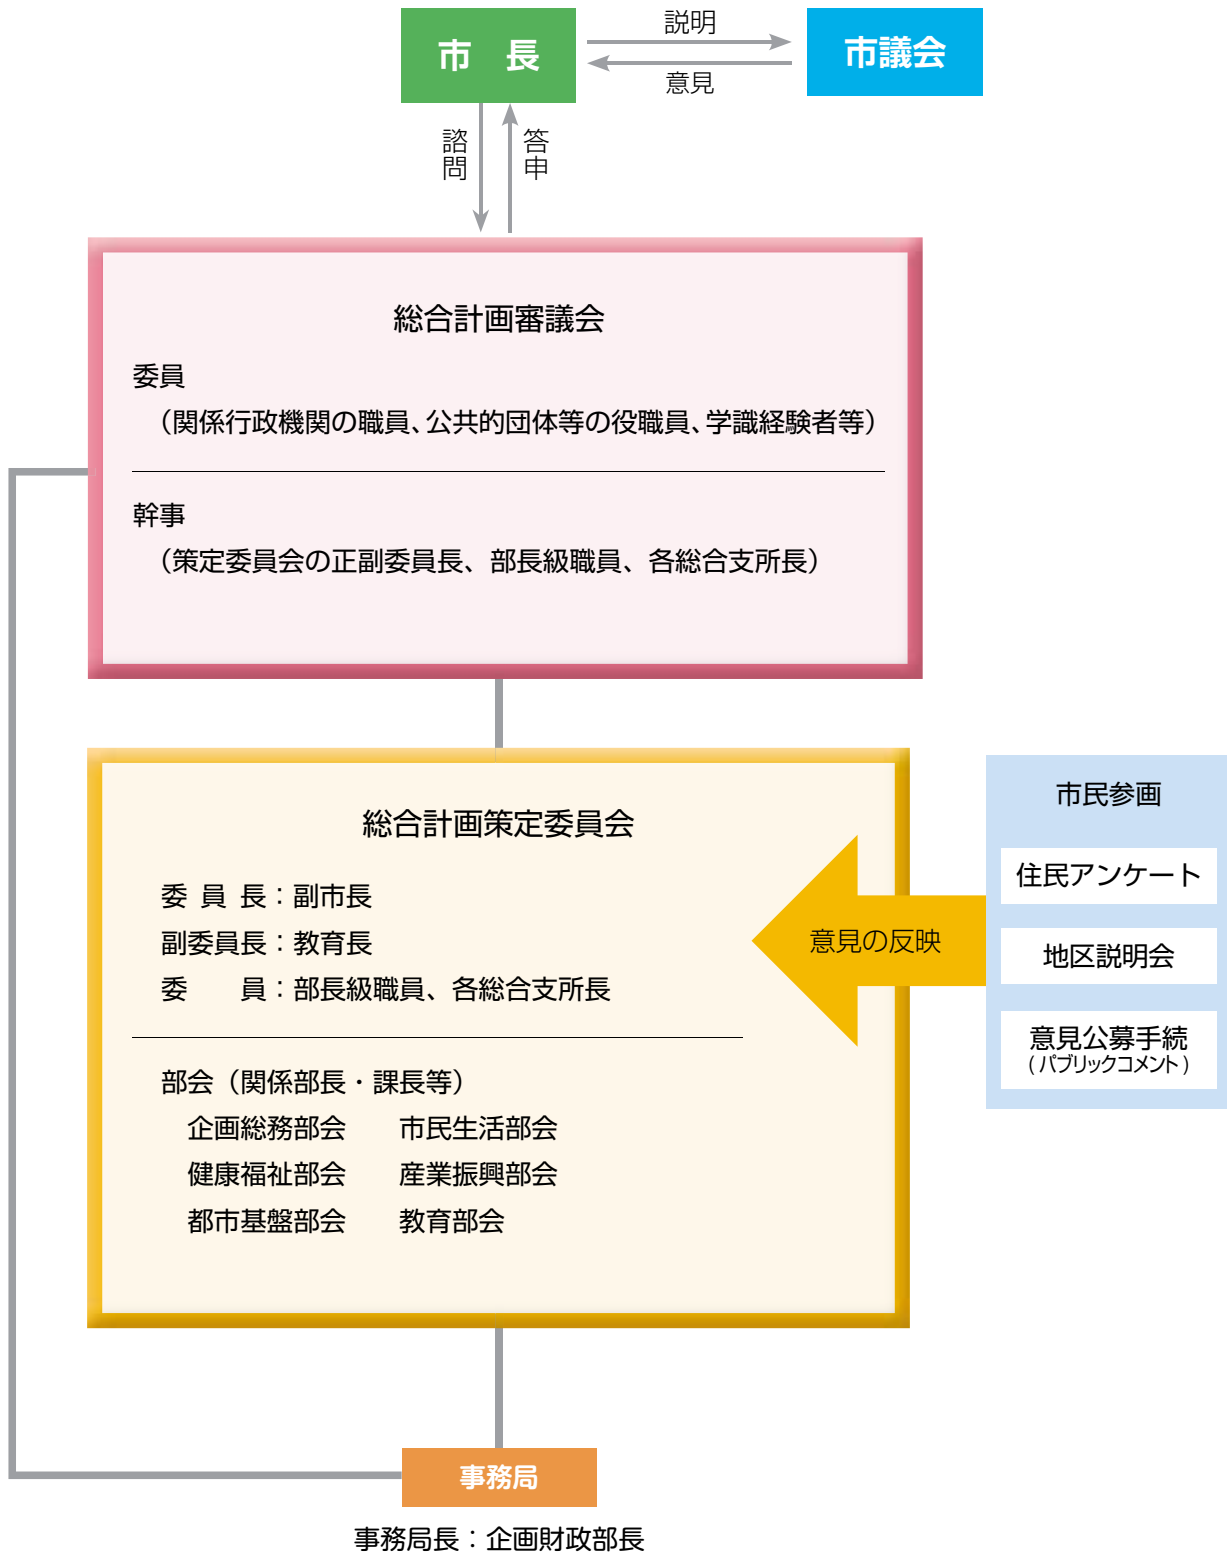 市　長
説明
市議会
意見
諮問
答申
総合計画審議会
委員
（関係行政機関の職員、公共的団体等の役職員、学識経験者等）
幹事
（策定委員会の正副委員長、部長級職員、各総合支所長）
総合計画策定委員会
委 員 長：副市長
副委員長：教育長
委　　員：部長級職員、各総合支所長
部会（関係部長・課長等）
企画総務部会　　市民生活部会
健康福祉部会　　産業振興部会
都市基盤部会　　教育部会
意見の反映
市民参画
住民アンケート
地区説明会
意見公募手続
（パブリックコメント）
事務局
事務局長：企画財政部長